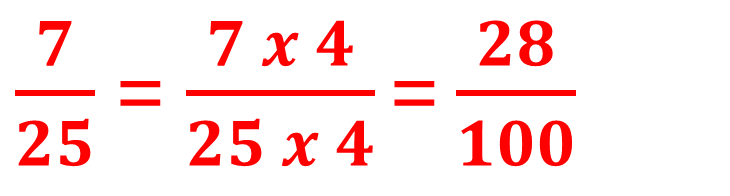 7/25 = 7 x 4/25 x 4 = 28/100